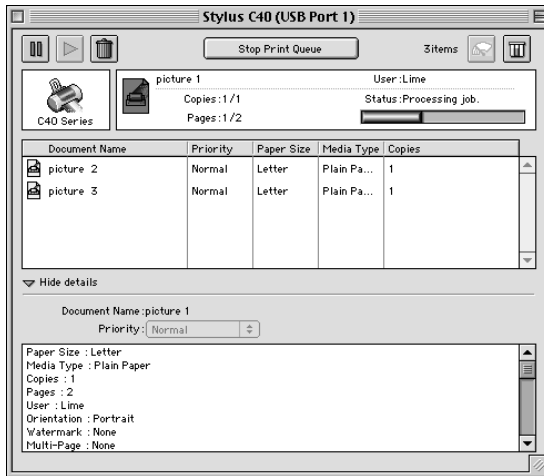 Stylus C40 (USB Port 1)
Stop Print Queue
3items
C40 Series
picture 1
User :Lime
Copies :1 /1
Status :Processing job.
Pages :1 /2
Document Name Priority Paper Size Media Type Copies
picture 2 Normal Letter Plain Pa... 1
picture 3 Normal Letter Plain Pa... 1
Hide details
Document Name :picture 1
Priority : Normal
Paper Size : Letter
Media Type : Plain Paper
Copies : 1
Pages : 2
User : Lime
Orientation : Portrait
Watermark : None
Multi-Page : None